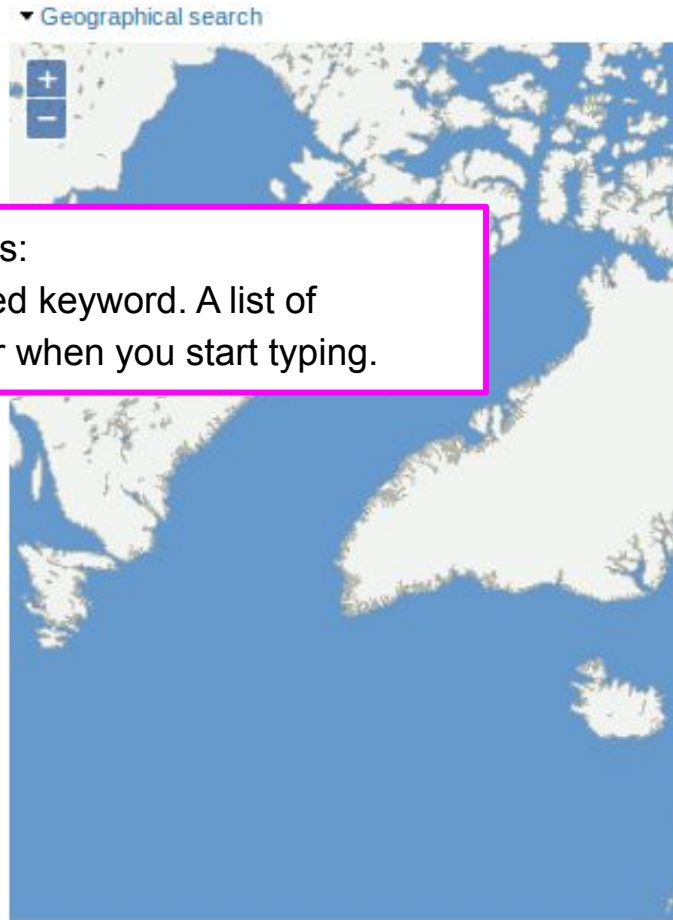 Geographical search
+
−
s:
ed keyword. A list of
r when you start typing.